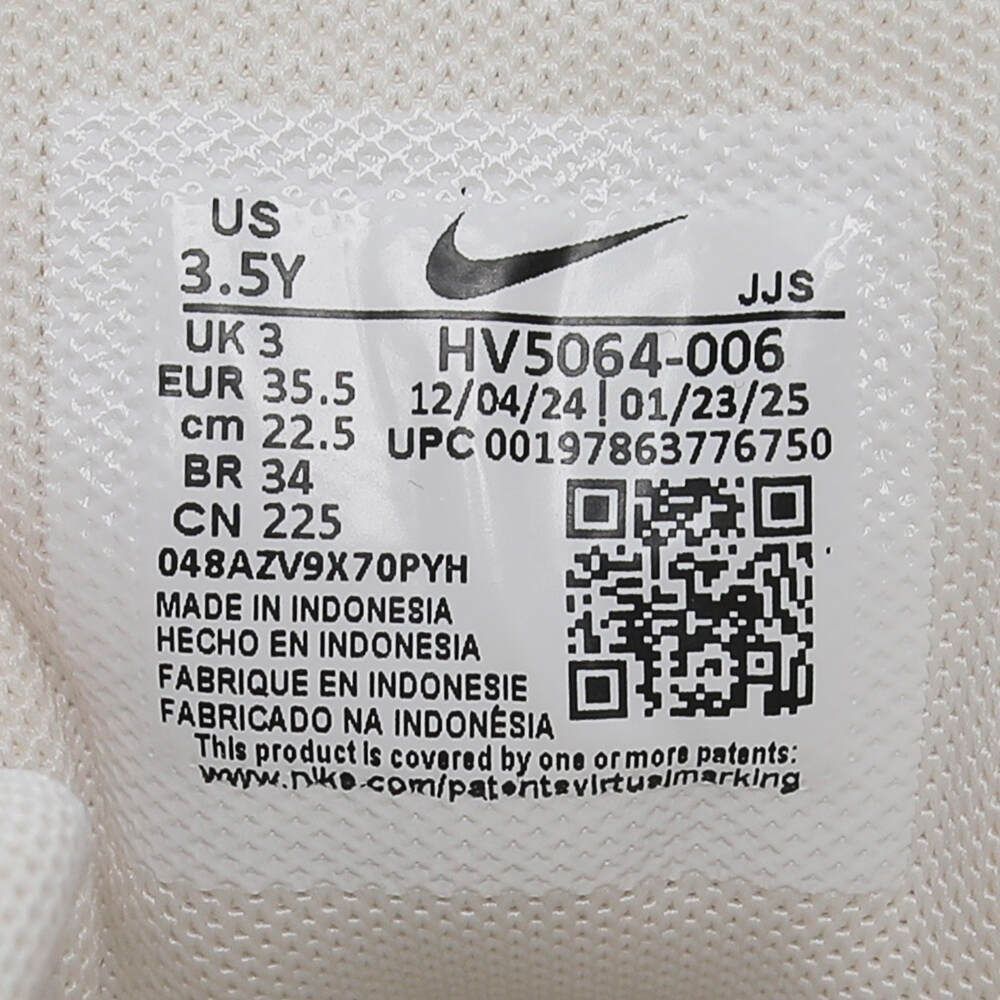 US
3.5Y
JJS
UK 3
EUR 35.5
cm 22.5
BR 34
CN 225
HV5064-006
12/04/24 | 01/23/25
UPC 00197863776750
048AZV9X70PYH
MADE IN INDONESIA
HECHO EN INDONESIA
FABRIQUE EN INDONESIE
FABRICADO NA INDONÉSIA
This product is covered by one or more patents:
www.nike.com/patentsvirtualmarking